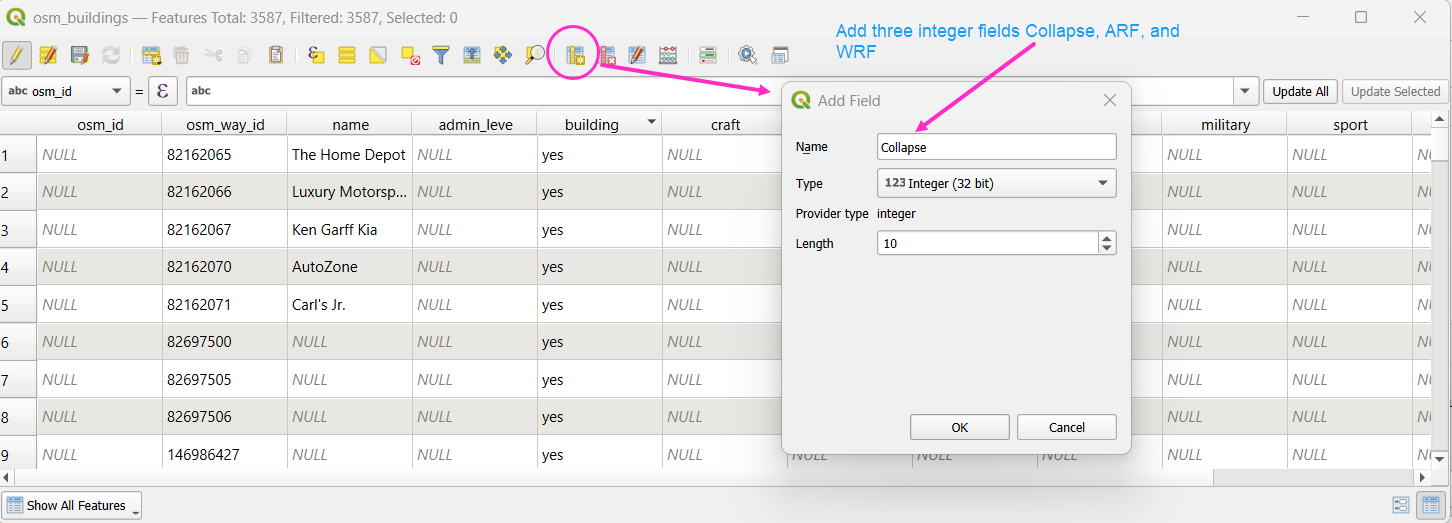 osm_buildings — Features Total: 3587, Filtered: 3587, Selected: 0
Add three integer fields Collapse, ARF, and
WRF
abc osm_id = ε abc Update All Update Selected
Add Field
osm_id osm_way_id name admin_leve building craft military sport
Name Collapse
1 NULL 82162065 The Home Depot NULL yes NULL NULL NULL NU
2 NULL 82162066 Luxury Motorsp... NULL yes NULL NULL NULL NU
Type 123 Integer (32 bit)
Provider type integer
3 NULL 82162067 Ken Garff Kia NULL yes NULL NULL NULL NU
Length 10
4 NULL 82162070 AutoZone NULL yes NULL NULL NULL NU
5 NULL 82162071 Carl's Jr. NULL yes NULL NULL NULL NU
6 NULL 82697500 NULL NULL yes NULL NULL NULL NU
7 NULL 82697505 NULL NULL yes NULL NULL NULL NU
8 NULL 82697506 NULL NULL yes NULL NULL NULL NU
OK Cancel
9 NULL 146986427 NULL NULL yes NULL NULL NULL NULL NULL NULL NU
Show All Features